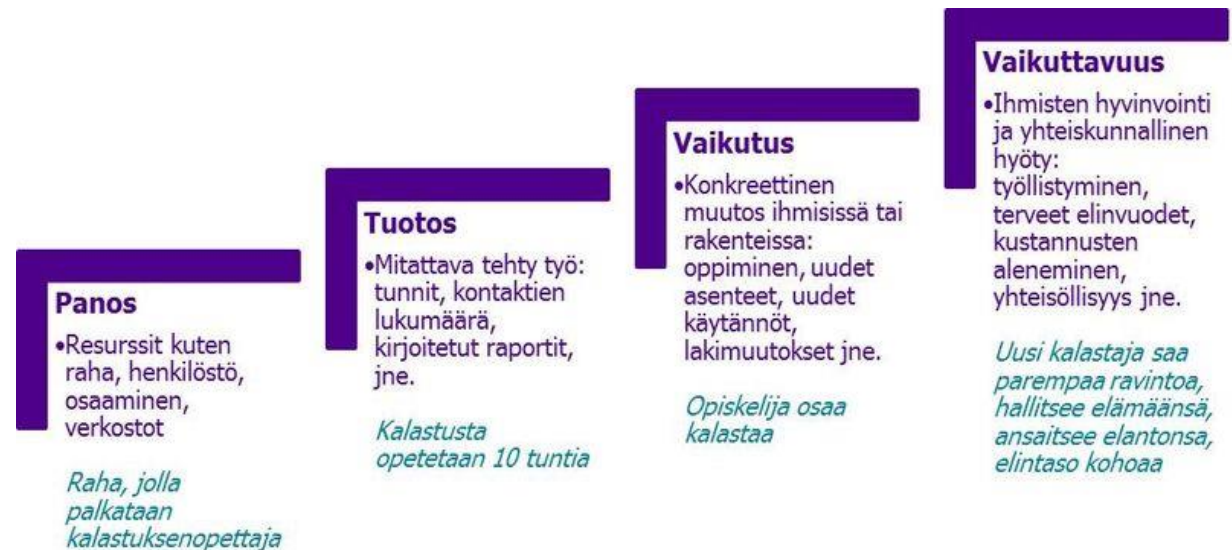 Panos
•Resurssit kuten
raha, henkilöstö,
osaaminen,
verkostot
Raha, jolla
palkataan
kalastuksenopettaja
Tuotos
•Mitattava tehty työ:
tunnit, kontaktien
lukumäärä,
kirjoitetut raportit,
jne.
Kalastusta
opetetaan 10 tuntia
Vaikutus
•Konkreettinen
muutos ihmisissä tai
rakenteissa:
oppiminen, uudet
asenteet, uudet
käytännöt,
lakimuutokset jne.
Opiskelija osaa
kalastaa
Vaikuttavuus
•Ihmisten hyvinvointi
ja yhteiskunnallinen
hyöty:
työllistyminen,
terveet elinvuodet,
kustannusten
aleneminen,
yhteisöllisyys jne.
Uusi kalastaja saa
parempaa ravintoa,
hallitsee elämäänsä,
ansaitsee elantonsa,
elintaso kohoaa